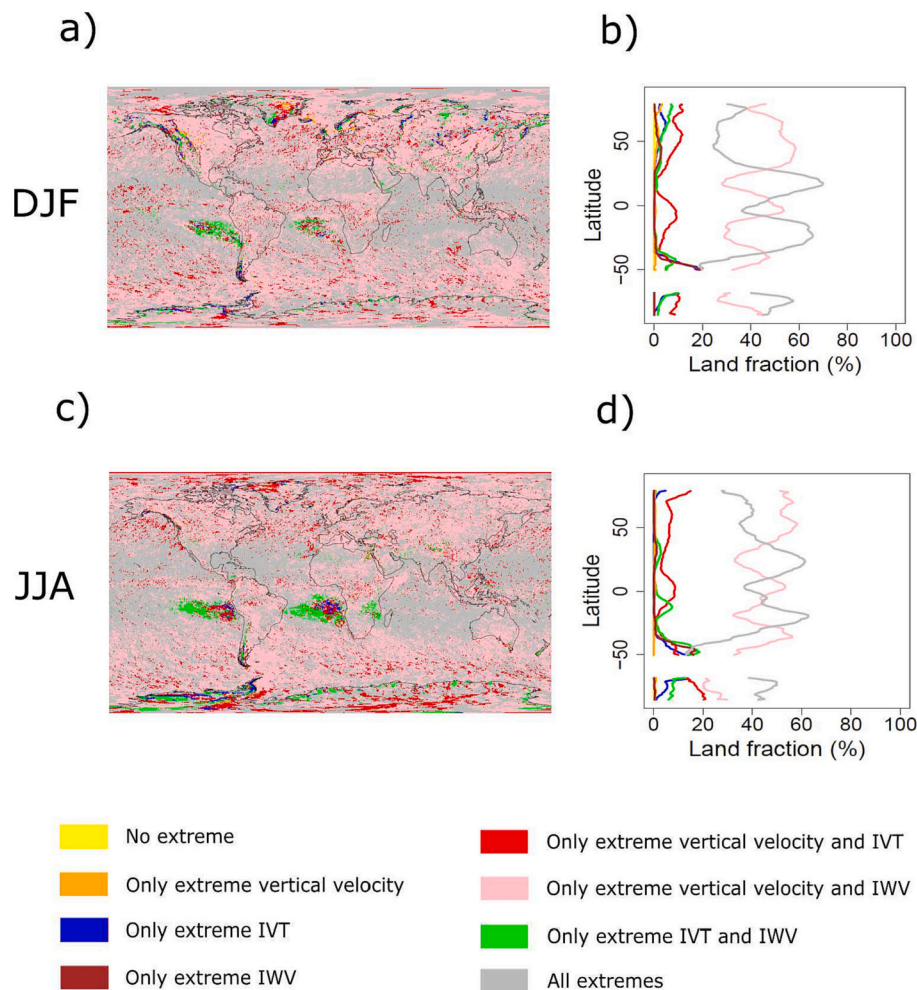 a)
b)
DJF
Latitude
50
0
−50
0 20 40 60 80 100
Land fraction (%)
c)
d)
JJA
Latitude
50
0
−50
0 20 40 60 80 100
Land fraction (%)
No extreme
Only extreme vertical velocity
Only extreme IVT
Only extreme IWV
Only extreme vertical velocity and IVT
Only extreme vertical velocity and IWV
Only extreme IVT and IWV
All extremes